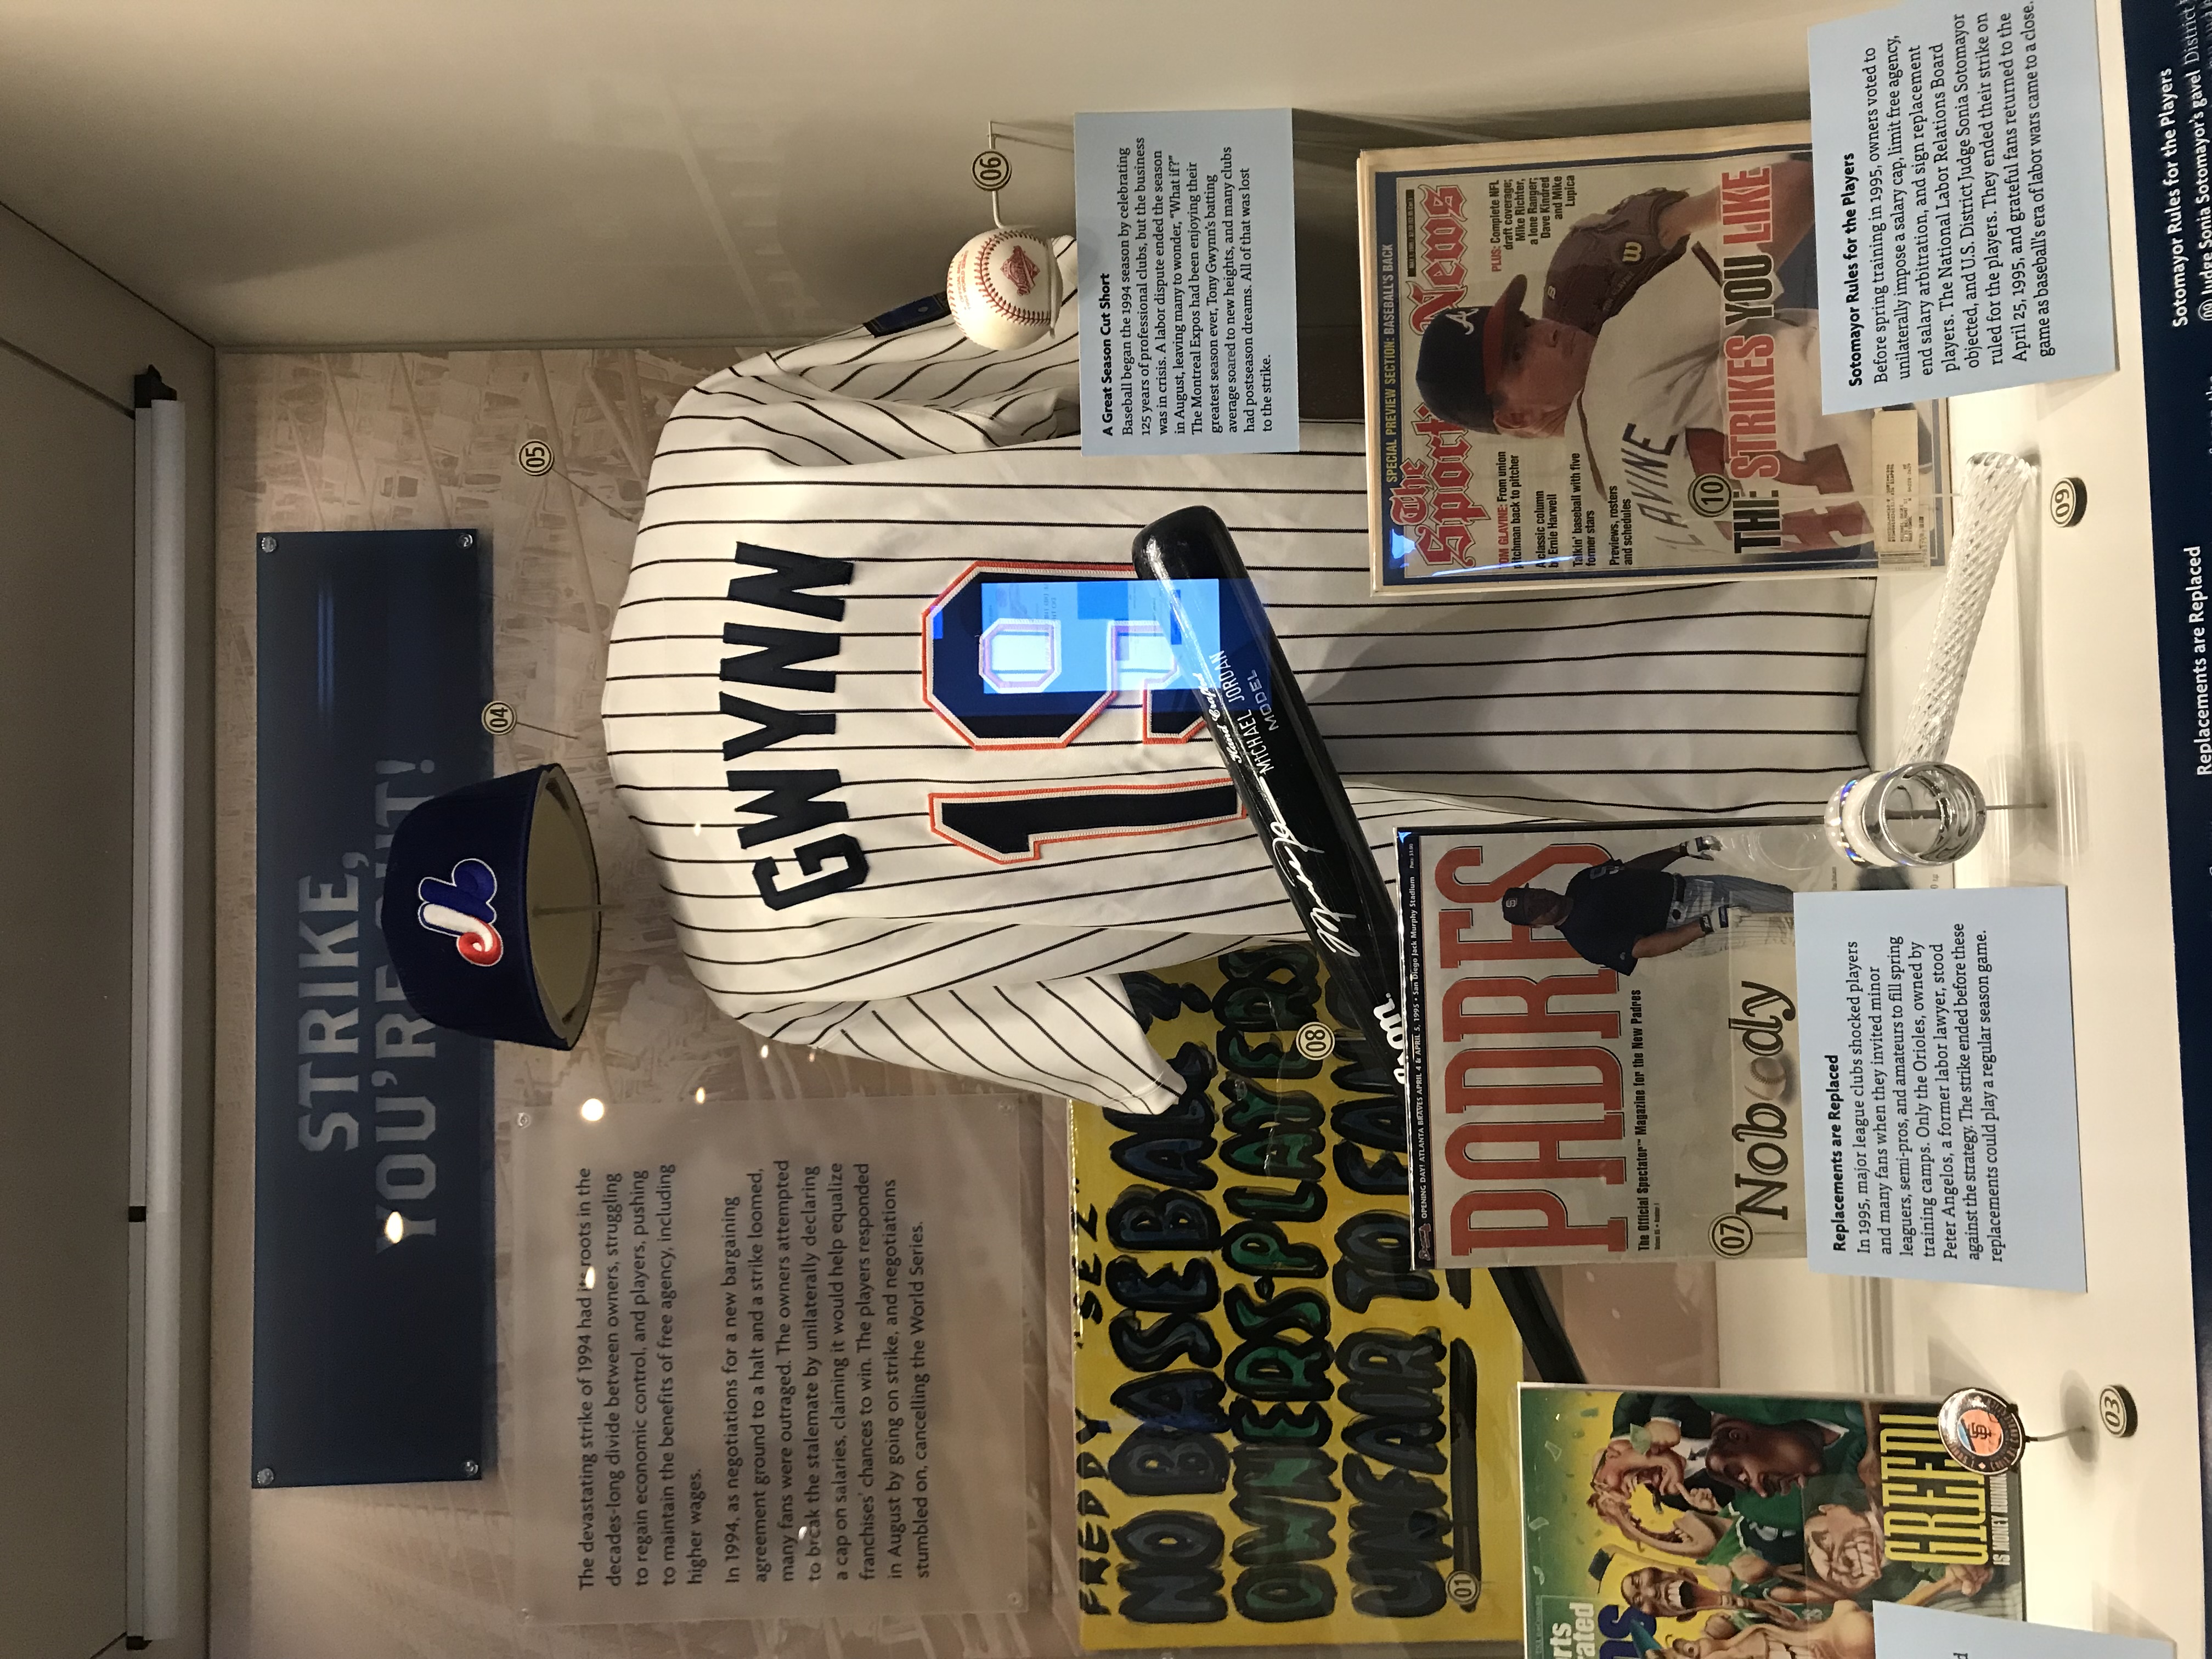 STRIKE,
YOU'RE OUT!
04
05
The devastating strike of 1994 had its roots in the
decades-long divide between owners, struggling
to regain economic control, and players, pushing
to maintain the benefits of free agency, including
higher wages.
In 1994, as negotiations for a new bargaining
agreement ground to a halt and a strike loomed,
many fans were outraged. The owners attempted
to break the stalemate by unilaterally declaring
a cap on salaries, claiming it would help equalize
franchises' chances to win. The players responded
in August by going on strike, and negotiations
stumbled on, cancelling the World Series.
GWYNN
19
06
A Great Season Cut Short
Baseball began the 1994 season by celebrating
125 years of professional clubs, but the business
was in crisis. A labor dispute ended the season
in August, leaving many to wonder, "What if?"
The Montreal Expos had been enjoying their
greatest season ever, Tony Gwynn's batting
average soared to new heights, and many clubs
had postseason dreams. All of that was lost
to the strike.
FREDDY "SEZ"
NO BASEBALL?
OWNERS-PLAYERS
UNFAIR TO FANS
01
08
Hand Crafted
MICHAEL JORDAN
MODEL
son
OPENING DAY! ATLANTA BRAVES APRIL 4 & APRIL 5, 1995 • San Diego Jack Murphy Stadium
PADRES
The Official Spectator™ Magazine for the New Padres
07
Nobody
SPECIAL PREVIEW SECTION: BASEBALL'S BACK
The
Sporting News
TOM GLAVINE: From union
pitchman back to pitcher
A classic column
by Ernie Harwell
Talkin' baseball with five
former stars
Previews, rosters
and schedules
PLUS: Complete NFL
draft coverage;
Mike Richter,
a lone Ranger;
Dave Kindred
and Mike
Lupica
A
W
LAVINE
10
47
THE STRIKES YOU LIKE
rts
rated
DS
GREED!
IS MONEY RUINING
SF
03
Replacements are Replaced
In 1995, major league clubs shocked players
and many fans when they invited minor
leaguers, semi-pros, and amateurs to fill spring
training camps. Only the Orioles, owned by
Peter Angelos, a former labor lawyer, stood
against the strategy. The strike ended before these
replacements could play a regular season game.
09
Sotomayor Rules for the Players
Before spring training in 1995, owners voted to
unilaterally impose a salary cap, limit free agency,
end salary arbitration, and sign replacement
players. The National Labor Relations Board
objected, and U.S. District Judge Sonia Sotomayor
ruled for the players. They ended their strike on
April 25, 1995, and grateful fans returned to the
game as baseball's era of labor wars came to a close.
Replacements are Replaced
Sotomayor Rules for the Players
09 Judge Sonia Sotomayor's gavel District